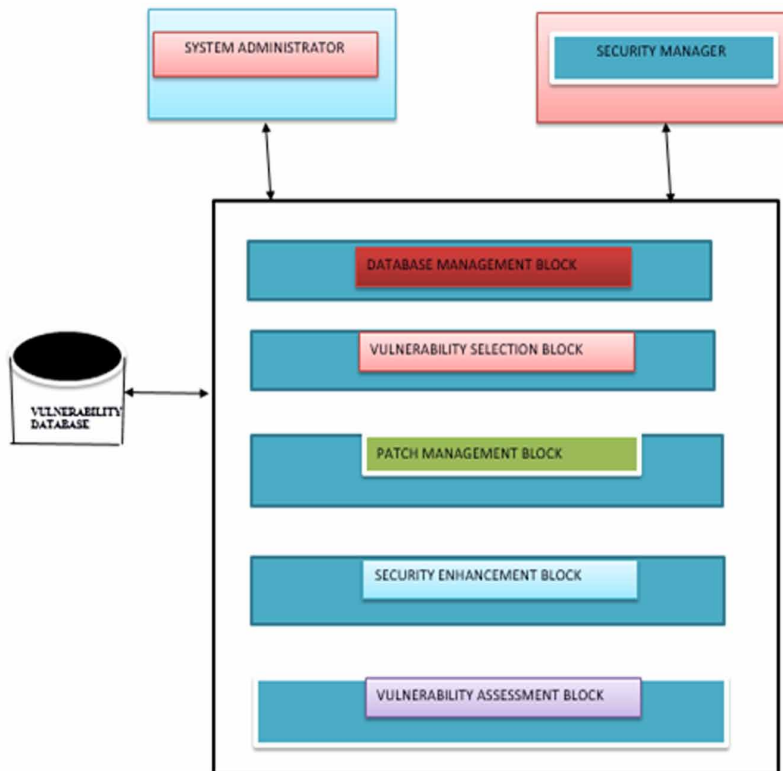 SYSTEM ADMINISTRATOR
SECURITY MANAGER
DATABASE MANAGEMENT BLOCK
VULNERABILITY SELECTION BLOCK
VULNERABILITY
DATABASE
PATCH MANAGEMENT BLOCK
SECURITY ENHANCEMENT BLOCK
VULNERABILITY ASSESSMENT BLOCK